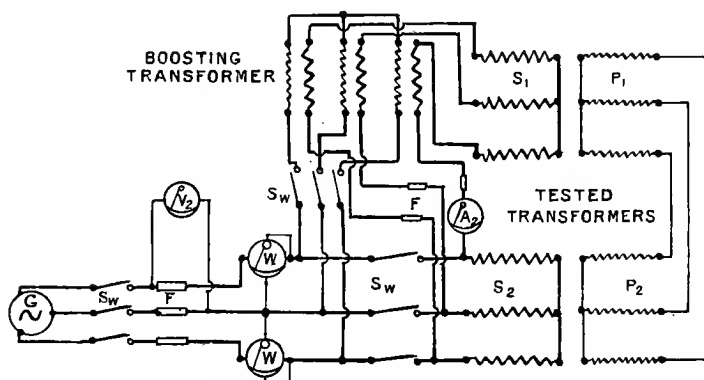 BOOSTING
TRANSFORMER
S1
P1
SW
F
A2
TESTED
TRANSFORMERS
V2
W
G
SW
F
SW
S2
P2
W